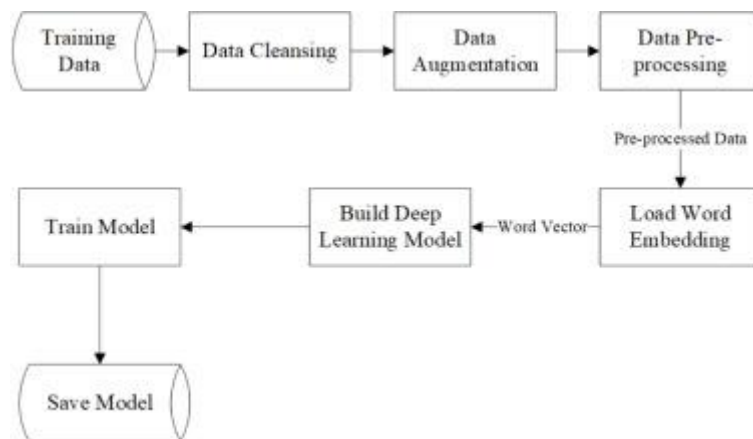 Training
Data
Data Cleansing
Data
Augmentation
Data Pre-
processing
Pre-processed Data
Load Word
Embedding
Word Vector
Build Deep
Learning Model
Train Model
Save Model